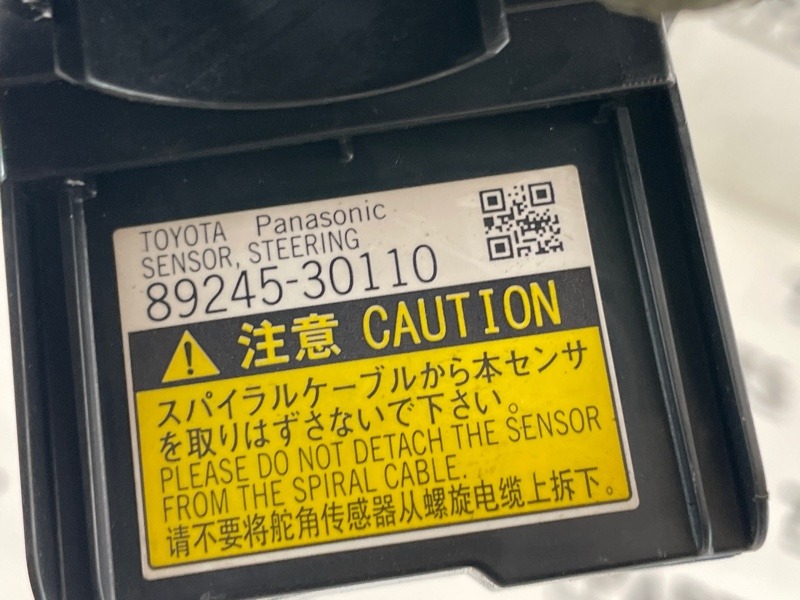 TOYOTA Panasonic
SENSOR, STEERING
89245-30110
注意 CAUTION
スパイラルケーブルから本センサ
を取りはずさないで下さい。
PLEASE DO NOT DETACH THE SENSOR
FROM THE SPIRAL CABLE.
请不要将舵角传感器从螺旋电缆上拆下。